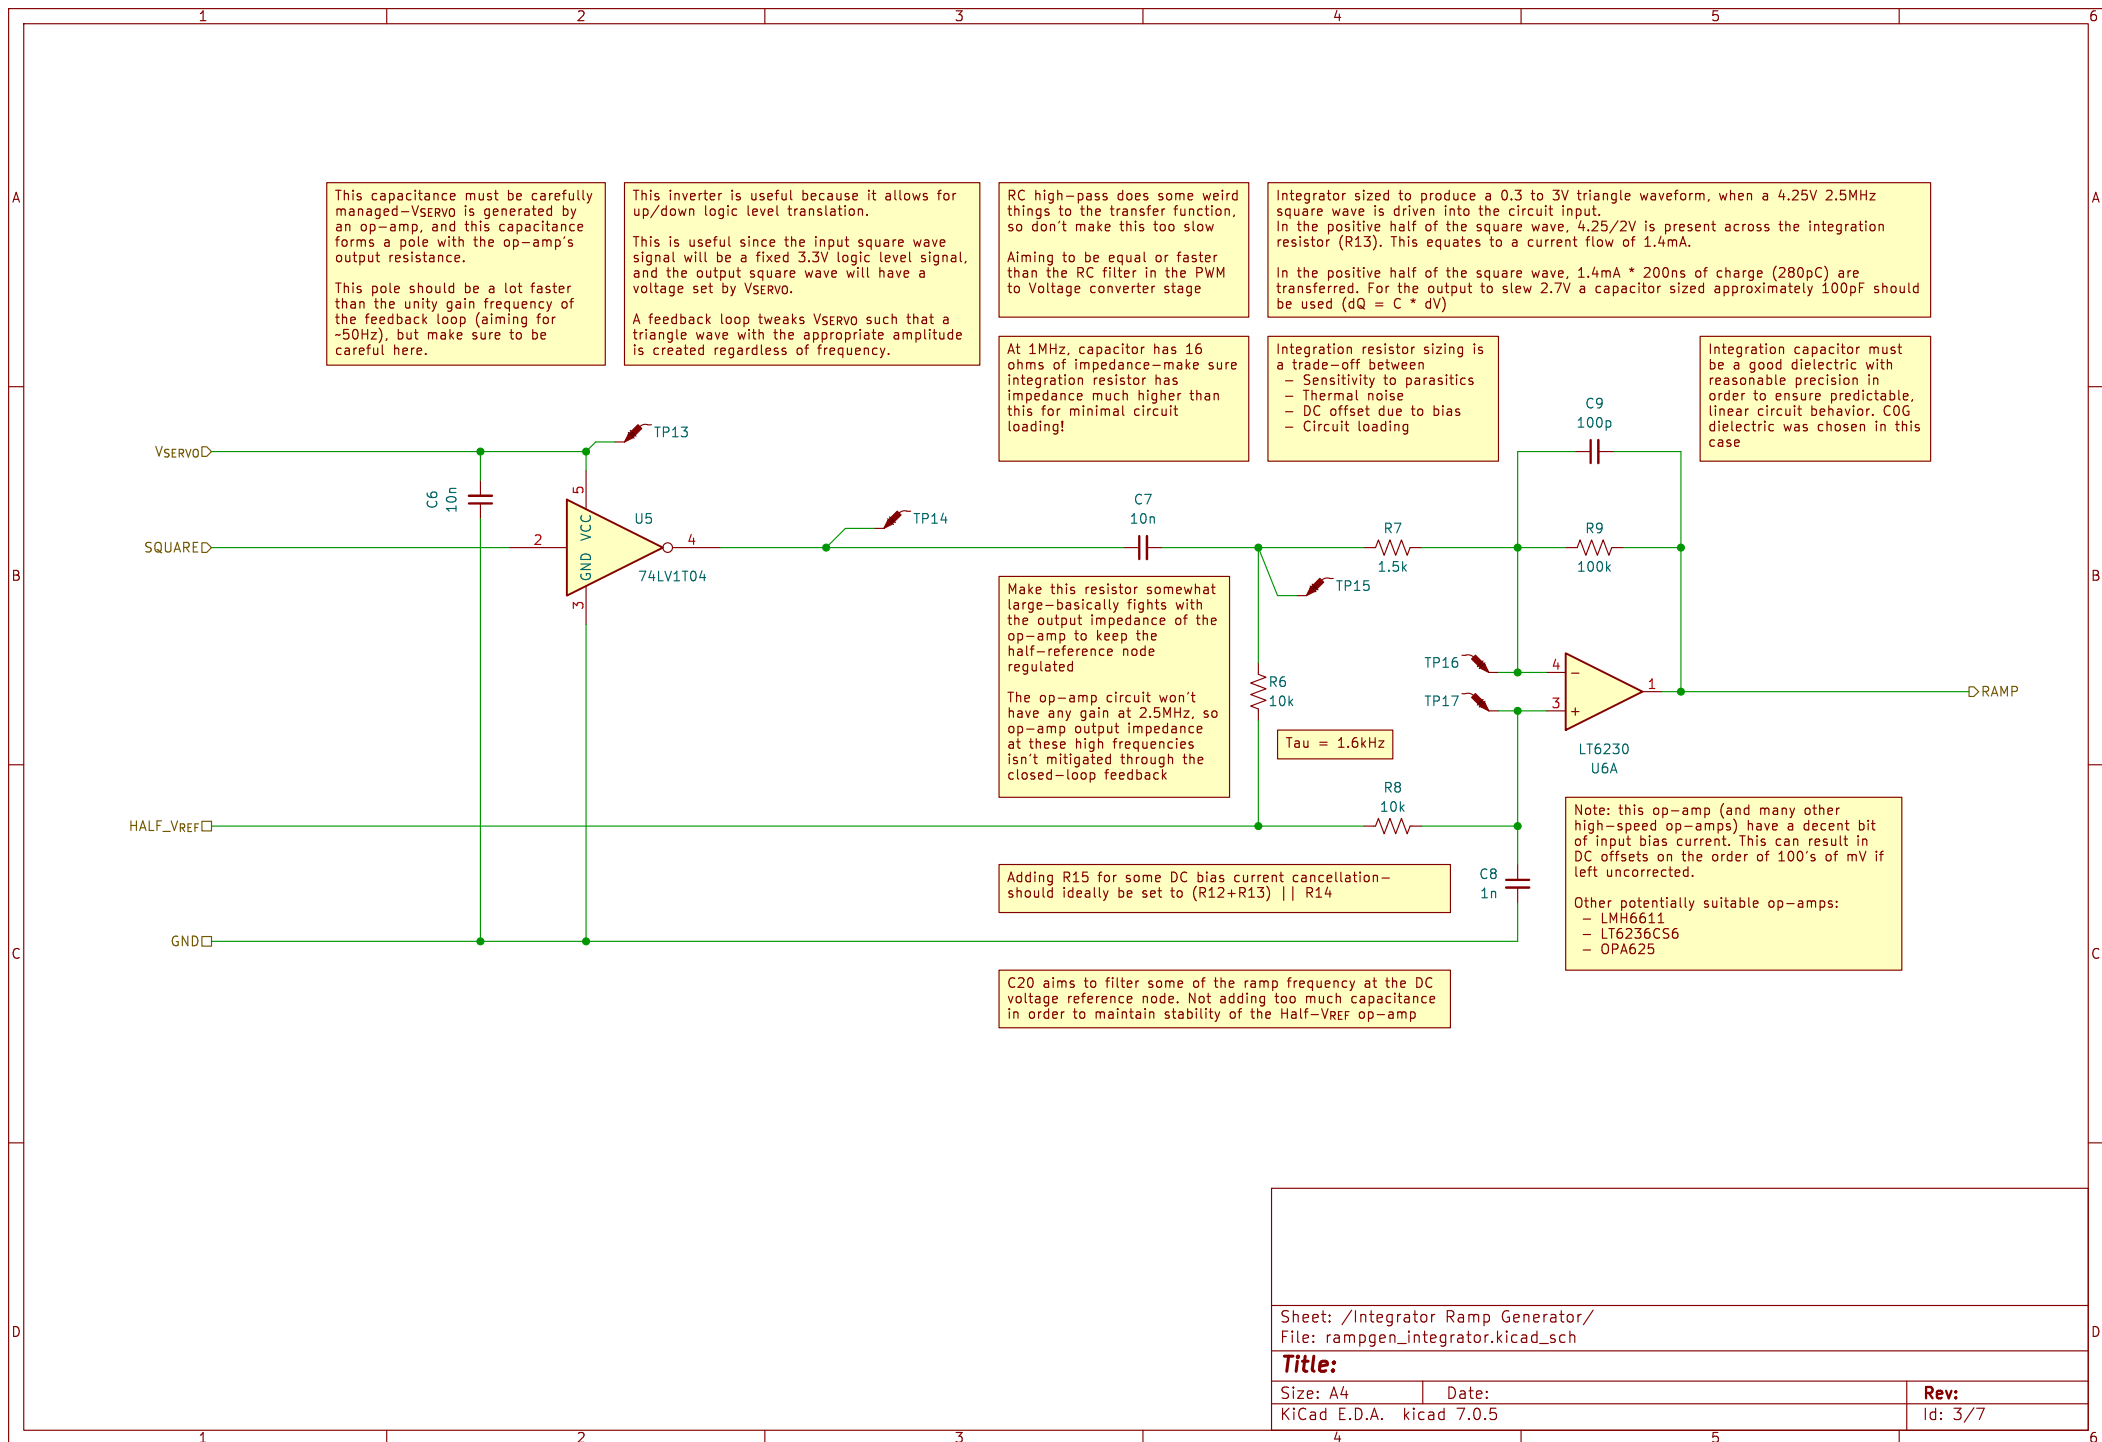 1 2 3 4 5 6
A
B
C
D
A
B
C
D
This capacitance must be carefully
managed-VSERVO is generated by
an op-amp, and this capacitance
forms a pole with the op-amp's
output resistance.
This pole should be a lot faster
than the unity gain frequency of
the feedback loop (aiming for
~50Hz), but make sure to be
careful here.
This inverter is useful because it allows for
up/down logic level translation.
This is useful since the input square wave
signal will be a fixed 3.3V logic level signal,
and the output square wave will have a
voltage set by VSERVO.
A feedback loop tweaks VSERVO such that a
triangle wave with the appropriate amplitude
is created regardless of frequency.
RC high-pass does some weird
things to the transfer function,
so don't make this too slow
Aiming to be equal or faster
than the RC filter in the PWM
to Voltage converter stage
Integrator sized to produce a 0.3 to 3V triangle waveform, when a 4.25V 2.5MHz
square wave is driven into the circuit input.
In the positive half of the square wave, 4.25/2V is present across the integration
resistor (R13). This equates to a current flow of 1.4mA.
In the positive half of the square wave, 1.4mA * 200ns of charge (280pC) are
transferred. For the output to slew 2.7V a capacitor sized approximately 100pF should
be used (dQ = C * dV)
At 1MHz, capacitor has 16
ohms of impedance-make sure
integration resistor has
impedance much higher than
this for minimal circuit
loading!
Integration resistor sizing is
a trade-off between
- Sensitivity to parasitics
- Thermal noise
- DC offset due to bias
- Circuit loading
Integration capacitor must
be a good dielectric with
reasonable precision in
order to ensure predictable,
linear circuit behavior. C0G
dielectric was chosen in this
case
C9
100p
VSERVO
TP13
C6
10n
5
VCC
GND
3
2
4
U5
74LV1T04
SQUARE
TP14
C7
10n
R7
1.5k
R9
100k
TP15
Make this resistor somewhat
large-basically fights with
the output impedance of the
op-amp to keep the
half-reference node
regulated
The op-amp circuit won't
have any gain at 2.5MHz, so
op-amp output impedance
at these high frequencies
isn't mitigated through the
closed-loop feedback
R6
10k
TP16
TP17
4
3
-
+
1
RAMP
LT6230
U6A
Tau = 1.6kHz
R8
10k
HALF_VREF
C8
1n
GND
Note: this op-amp (and many other
high-speed op-amps) have a decent bit
of input bias current. This can result in
DC offsets on the order of 100's of mV if
left uncorrected.
Other potentially suitable op-amps:
- LMH6611
- LT6236CS6
- OPA625
Adding R15 for some DC bias current cancellation-
should ideally be set to (R12+R13) || R14
C20 aims to filter some of the ramp frequency at the DC
voltage reference node. Not adding too much capacitance
in order to maintain stability of the Half-VREF op-amp
Sheet: /Integrator Ramp Generator/
File: rampgen_integrator.kicad_sch
Title:
Size: A4 Date: Rev:
KiCad E.D.A. kicad 7.0.5 Id: 3/7
1 2 3 4 5 6